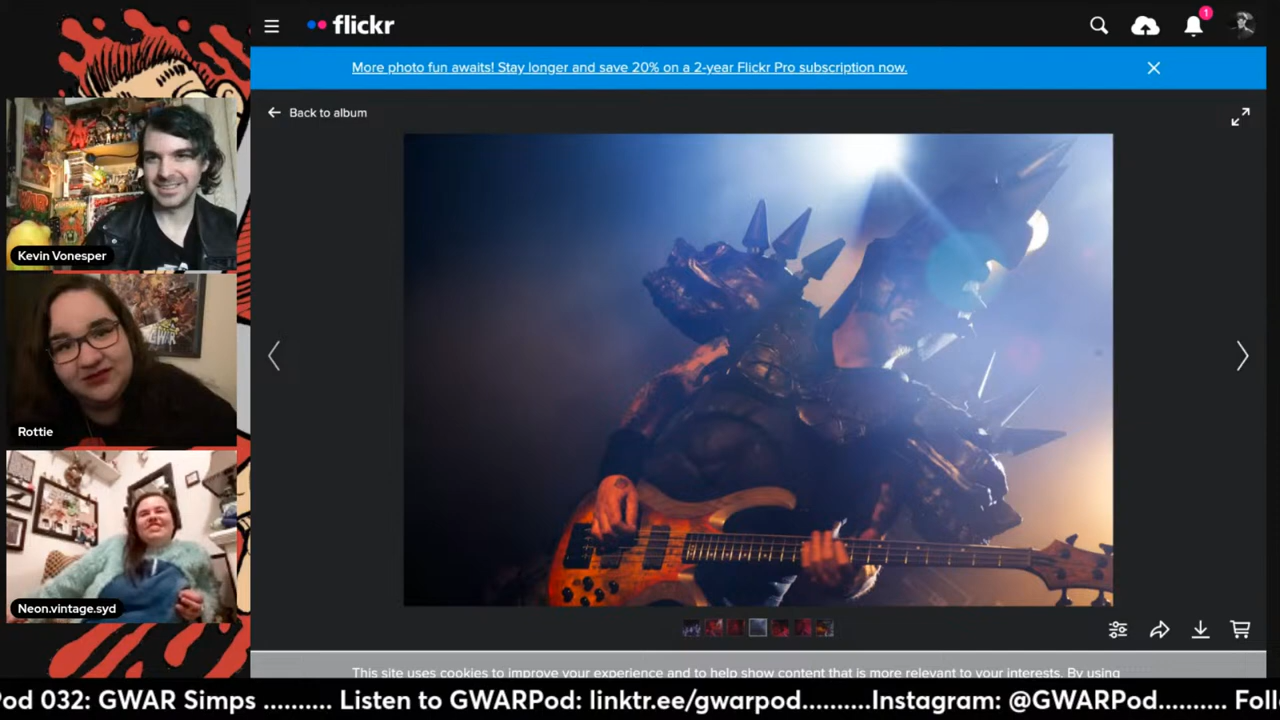 flickr
1
More photo fun awaits! Stay longer and save 20% on a 2-year Flickr Pro subscription now.
Back to album
Kevin Vonesper
Rottie
GWAR
Neon.vintage.syd
This site uses cookies to improve your experience and to help show content that is more relevant to your interests. By using
Pod 032: GWAR Simps .......... Listen to GWARPod: linktr.ee/gwarpod..........Instagram: @GWARPod.......... Foll